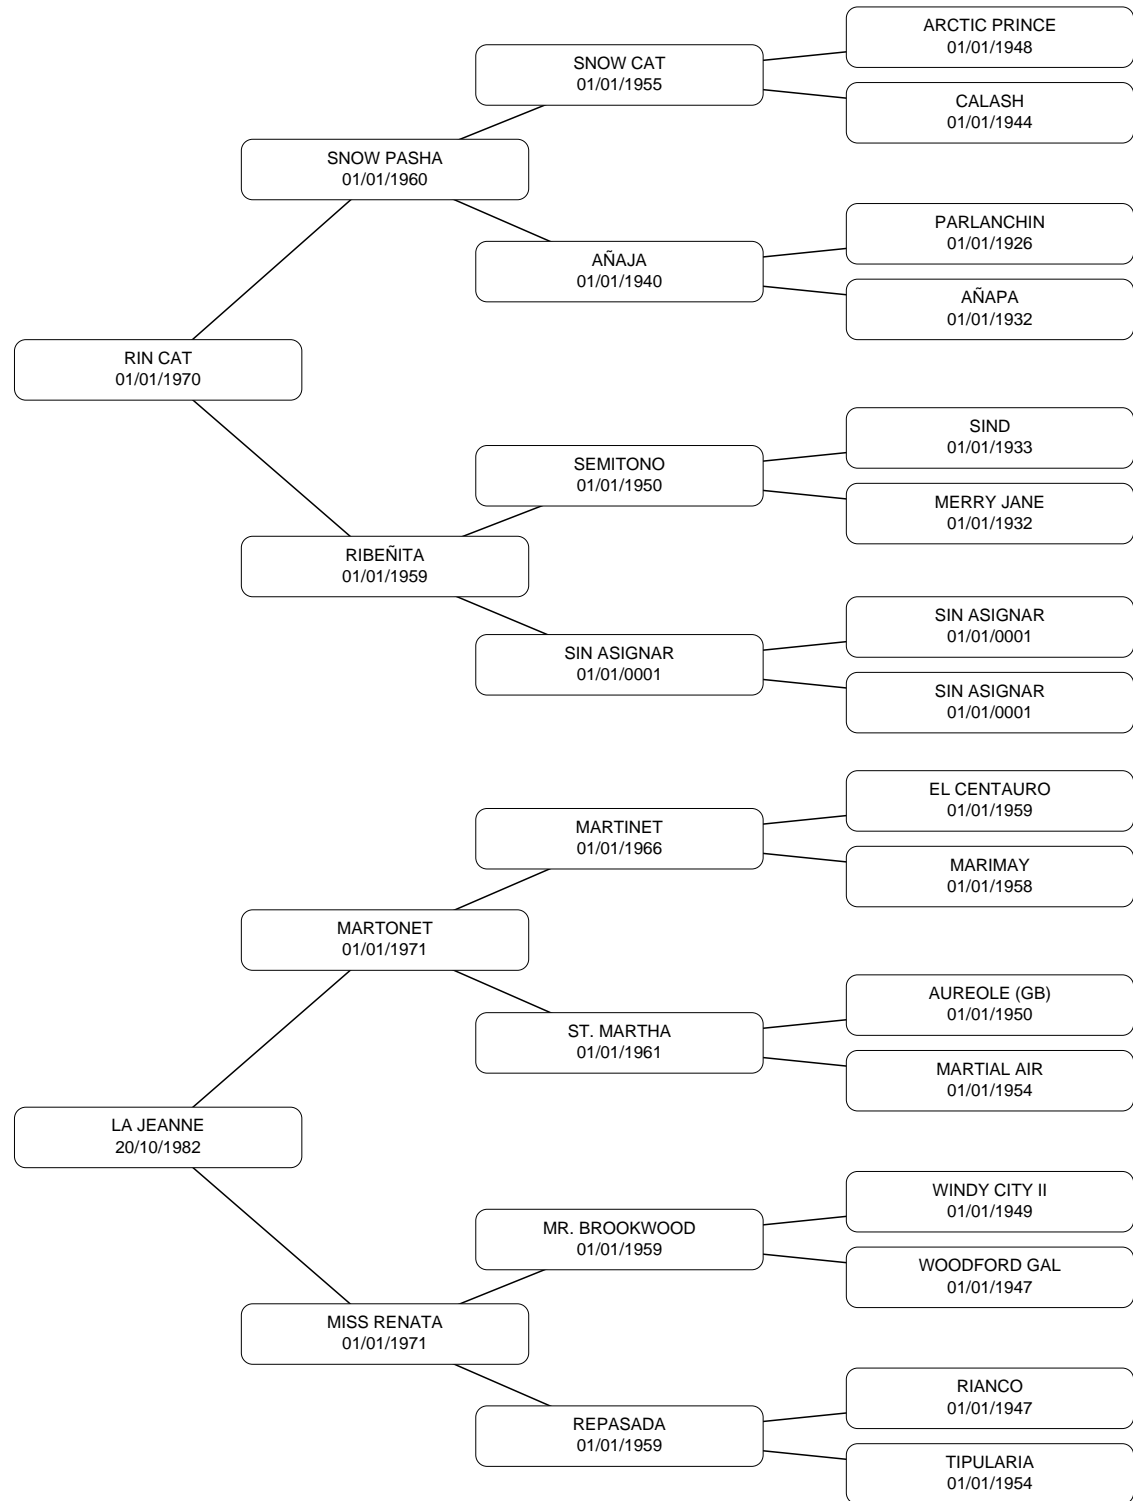 ARCTIC PRINCE
01/01/1948
SNOW CAT
01/01/1955
CALASH
01/01/1944
SNOW PASHA
01/01/1960
PARLANCHIN
01/01/1926
AÑAJA
01/01/1940
AÑAPA
01/01/1932
RIN CAT
01/01/1970
SIND
01/01/1933
SEMITONO
01/01/1950
MERRY JANE
01/01/1932
RIBEÑITA
01/01/1959
SIN ASIGNAR
01/01/0001
SIN ASIGNAR
01/01/0001
SIN ASIGNAR
01/01/0001
EL CENTAURO
01/01/1959
MARTINET
01/01/1966
MARIMAY
01/01/1958
MARTONET
01/01/1971
AUREOLE (GB)
01/01/1950
ST. MARTHA
01/01/1961
MARTIAL AIR
01/01/1954
LA JEANNE
20/10/1982
WINDY CITY II
01/01/1949
MR. BROOKWOOD
01/01/1959
WOODFORD GAL
01/01/1947
MISS RENATA
01/01/1971
RIANCO
01/01/1947
REPASADA
01/01/1959
TIPULARIA
01/01/1954